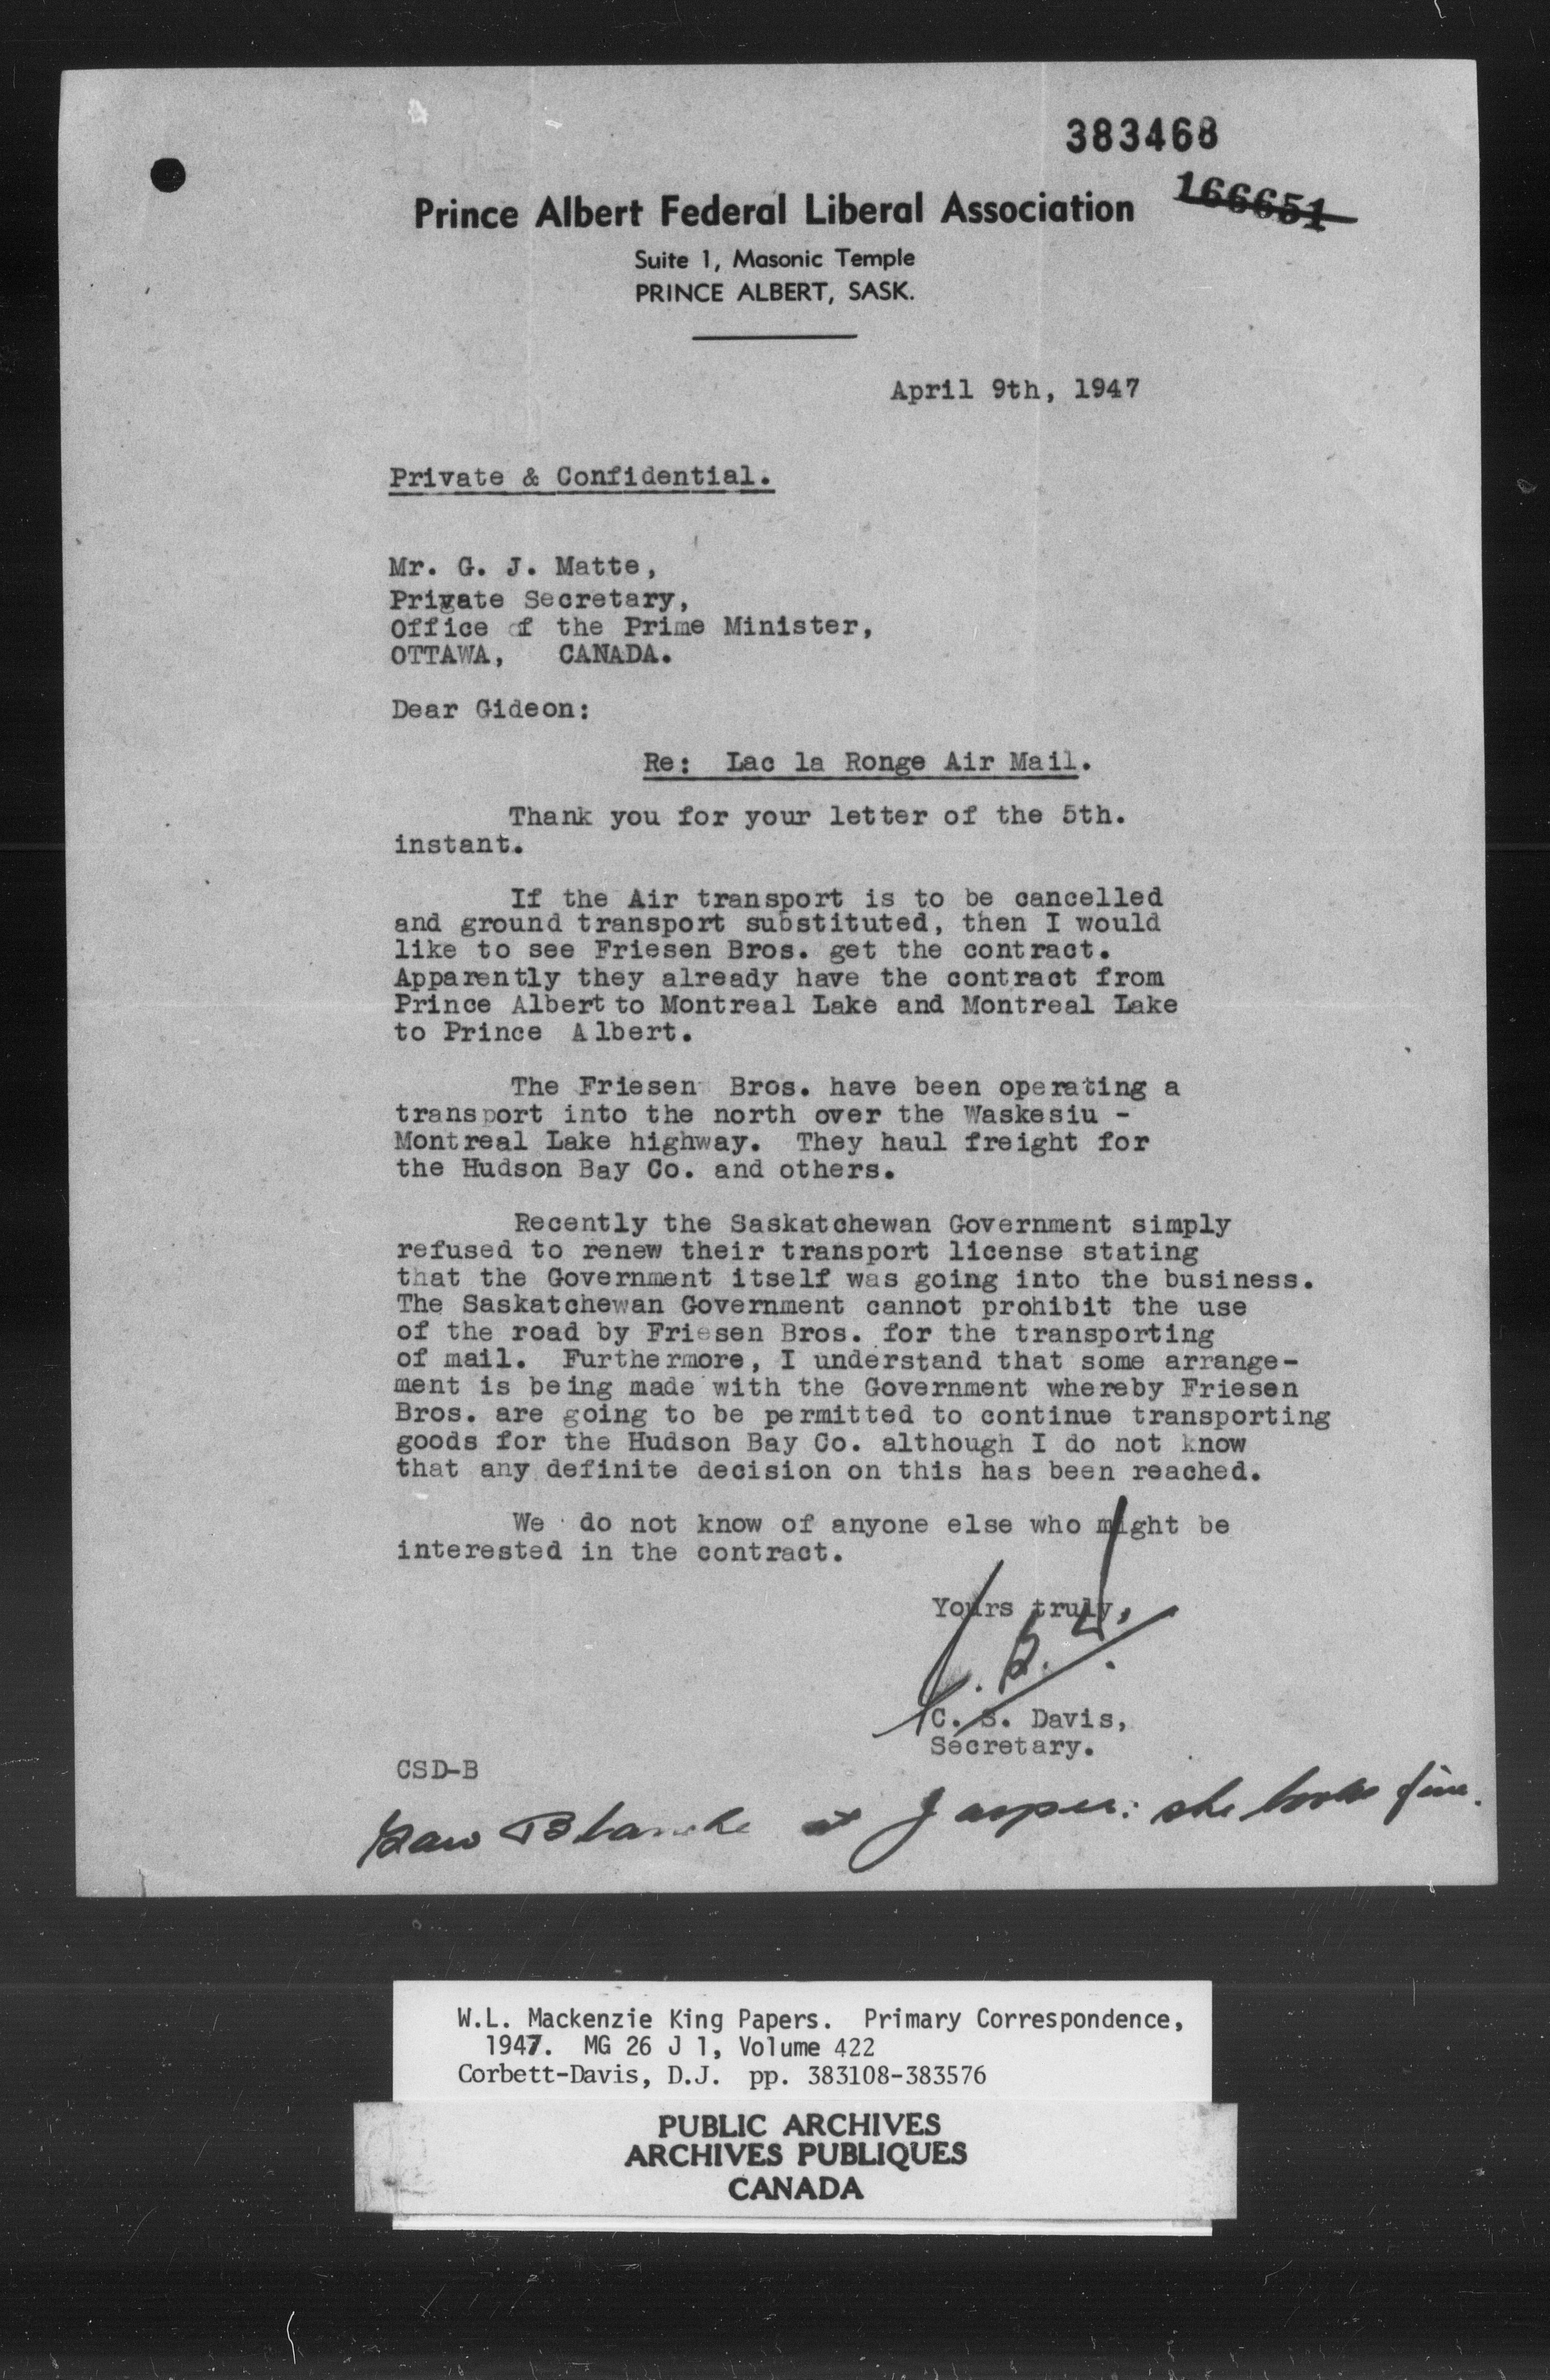 383468
166651
Prince Albert Federal Liberal Association
Suite 1, Masonic Temple
PRINCE ALBERT, SASK.
April 9th, 1947
Private & Confidential.
Mr. G. J. Matte,
Private Secretary,
Office of the Prime Minister,
OTTAWA, CANADA.
Dear Gideon:
Re: Lac la Ronge Air Mail.
Thank you for your letter of the 5th.
instant.
If the Air transport is to be cancelled
and ground transport substituted, then I would
like to see Friesen Bros. get the contract.
Apparently they already have the contract from
Prince Albert to Montreal Lake and Montreal Lake
to Prince Albert.
The Friesen Bros. have been operating a
transport into the north over the Waskesiu -
Montreal Lake highway. They haul freight for
the Hudson Bay Co. and others.
Recently the Saskatchewan Government simply
refused to renew their transport license stating
that the Government itself was going into the business.
The Saskatchewan Government cannot prohibit the use
of the road by Friesen Bros. for the transporting
of mail. Furthermore, I understand that some arrange-
ment is being made with the Government whereby Friesen
Bros. are going to be permitted to continue transporting
goods for the Hudson Bay Co. although I do not know
that any definite decision on this has been reached.
We do not know of anyone else who might be
interested in the contract.
Yours truly,
C. S. Davis,
Secretary.
CSD-B
Saw Blanche at Jasper: she looks fine.
W.L. Mackenzie King Papers. Primary Correspondence,
1947. MG 26 J 1, Volume 422
Corbett-Davis, D.J. pp. 383108-383576
PUBLIC ARCHIVES
ARCHIVES PUBLIQUES
CANADA